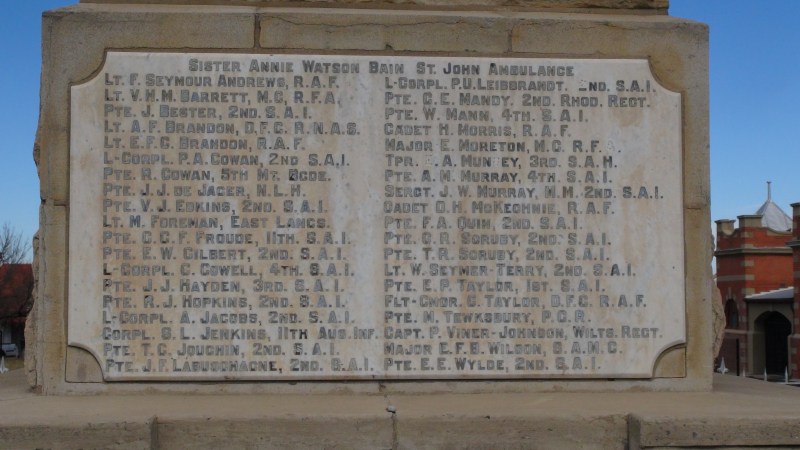 Sister Annie Watson Bain St. John Ambulance
Lt. F. Seymour Andrews, R.A.F.
Lt. V.H.M. Barrett, M.C, R.F.A.
Pte. J. Bester, 2nd. S.A.I.
Lt. A.F. Brandon, D.F.C. R.N.A.S.
Lt. E.F.C. Brandon, R.A.F.
L-Corpl. P.A. Cowan, 2nd S.A.I.
Pte. R. Cowan, 5th Mt. Bgde.
Pte. J.J. de Jager, N.L.H.
Pte. V.J. Edkins, 2nd. S.A.I.
Lt. M. Foreman, East Lancs.
Pte. C.C.F. Froude, 11th. S.A.I.
Pte. E.W. Gilbert, 2nd. S.A.I.
L-Corpl. C. Gowell, 4th. S.A.I.
Pte. J.J. Hayden, 3rd. S.A.I.
Pte. R.J. Hopkins, 2nd. S.A.I.
L-Corpl. A. Jacobs, 2nd. S.A.I.
Corpl. G.L. Jenkins, 11th Aus. Inf.
Pte. T.C. Joughin, 2nd. S.A.I.
Pte. J.F. Labuschagne, 2nd. S.A.I.
L-Corpl. P.U. Leibbrandt. 2nd. S.A.I.
Pte. C.E. Mandy. 2nd. Rhod. Regt.
Pte. W. Mann, 4th. S.A.I.
Cadet H. Morris, R.A.F.
Major E. Moreton, M.C. R.F.A.
Tpr. E.A. Muntey, 3rd. S.A.H.
Pte. A.N. Murray, 4th. S.A.I.
Sergt. J.W. Murray, M.M. 2nd. S.A.I.
Cadet D.H. McKechnie, R.A.F.
Pte. F.A. Quin, 2nd. S.A.I.
Pte. C.R. Scruby, 2nd. S.A.I.
Pte. T.R. Scruby, 2nd. S.A.I.
Lt. W. Seymer-Terry, 2nd. S.A.I.
Pte. E.P. Taylor, 1st. S.A.I.
Flt-Cmdr. G. Taylor, D.F.C. R.A.F.
Pte. N. Tewksbury, P.O.R.
Capt. P. Viner-Johnson, Wilts. Regt.
Major E.F.B. Wilson, S.A.M.C.
Pte. E.E. Wylde, 2nd. S.A.I.